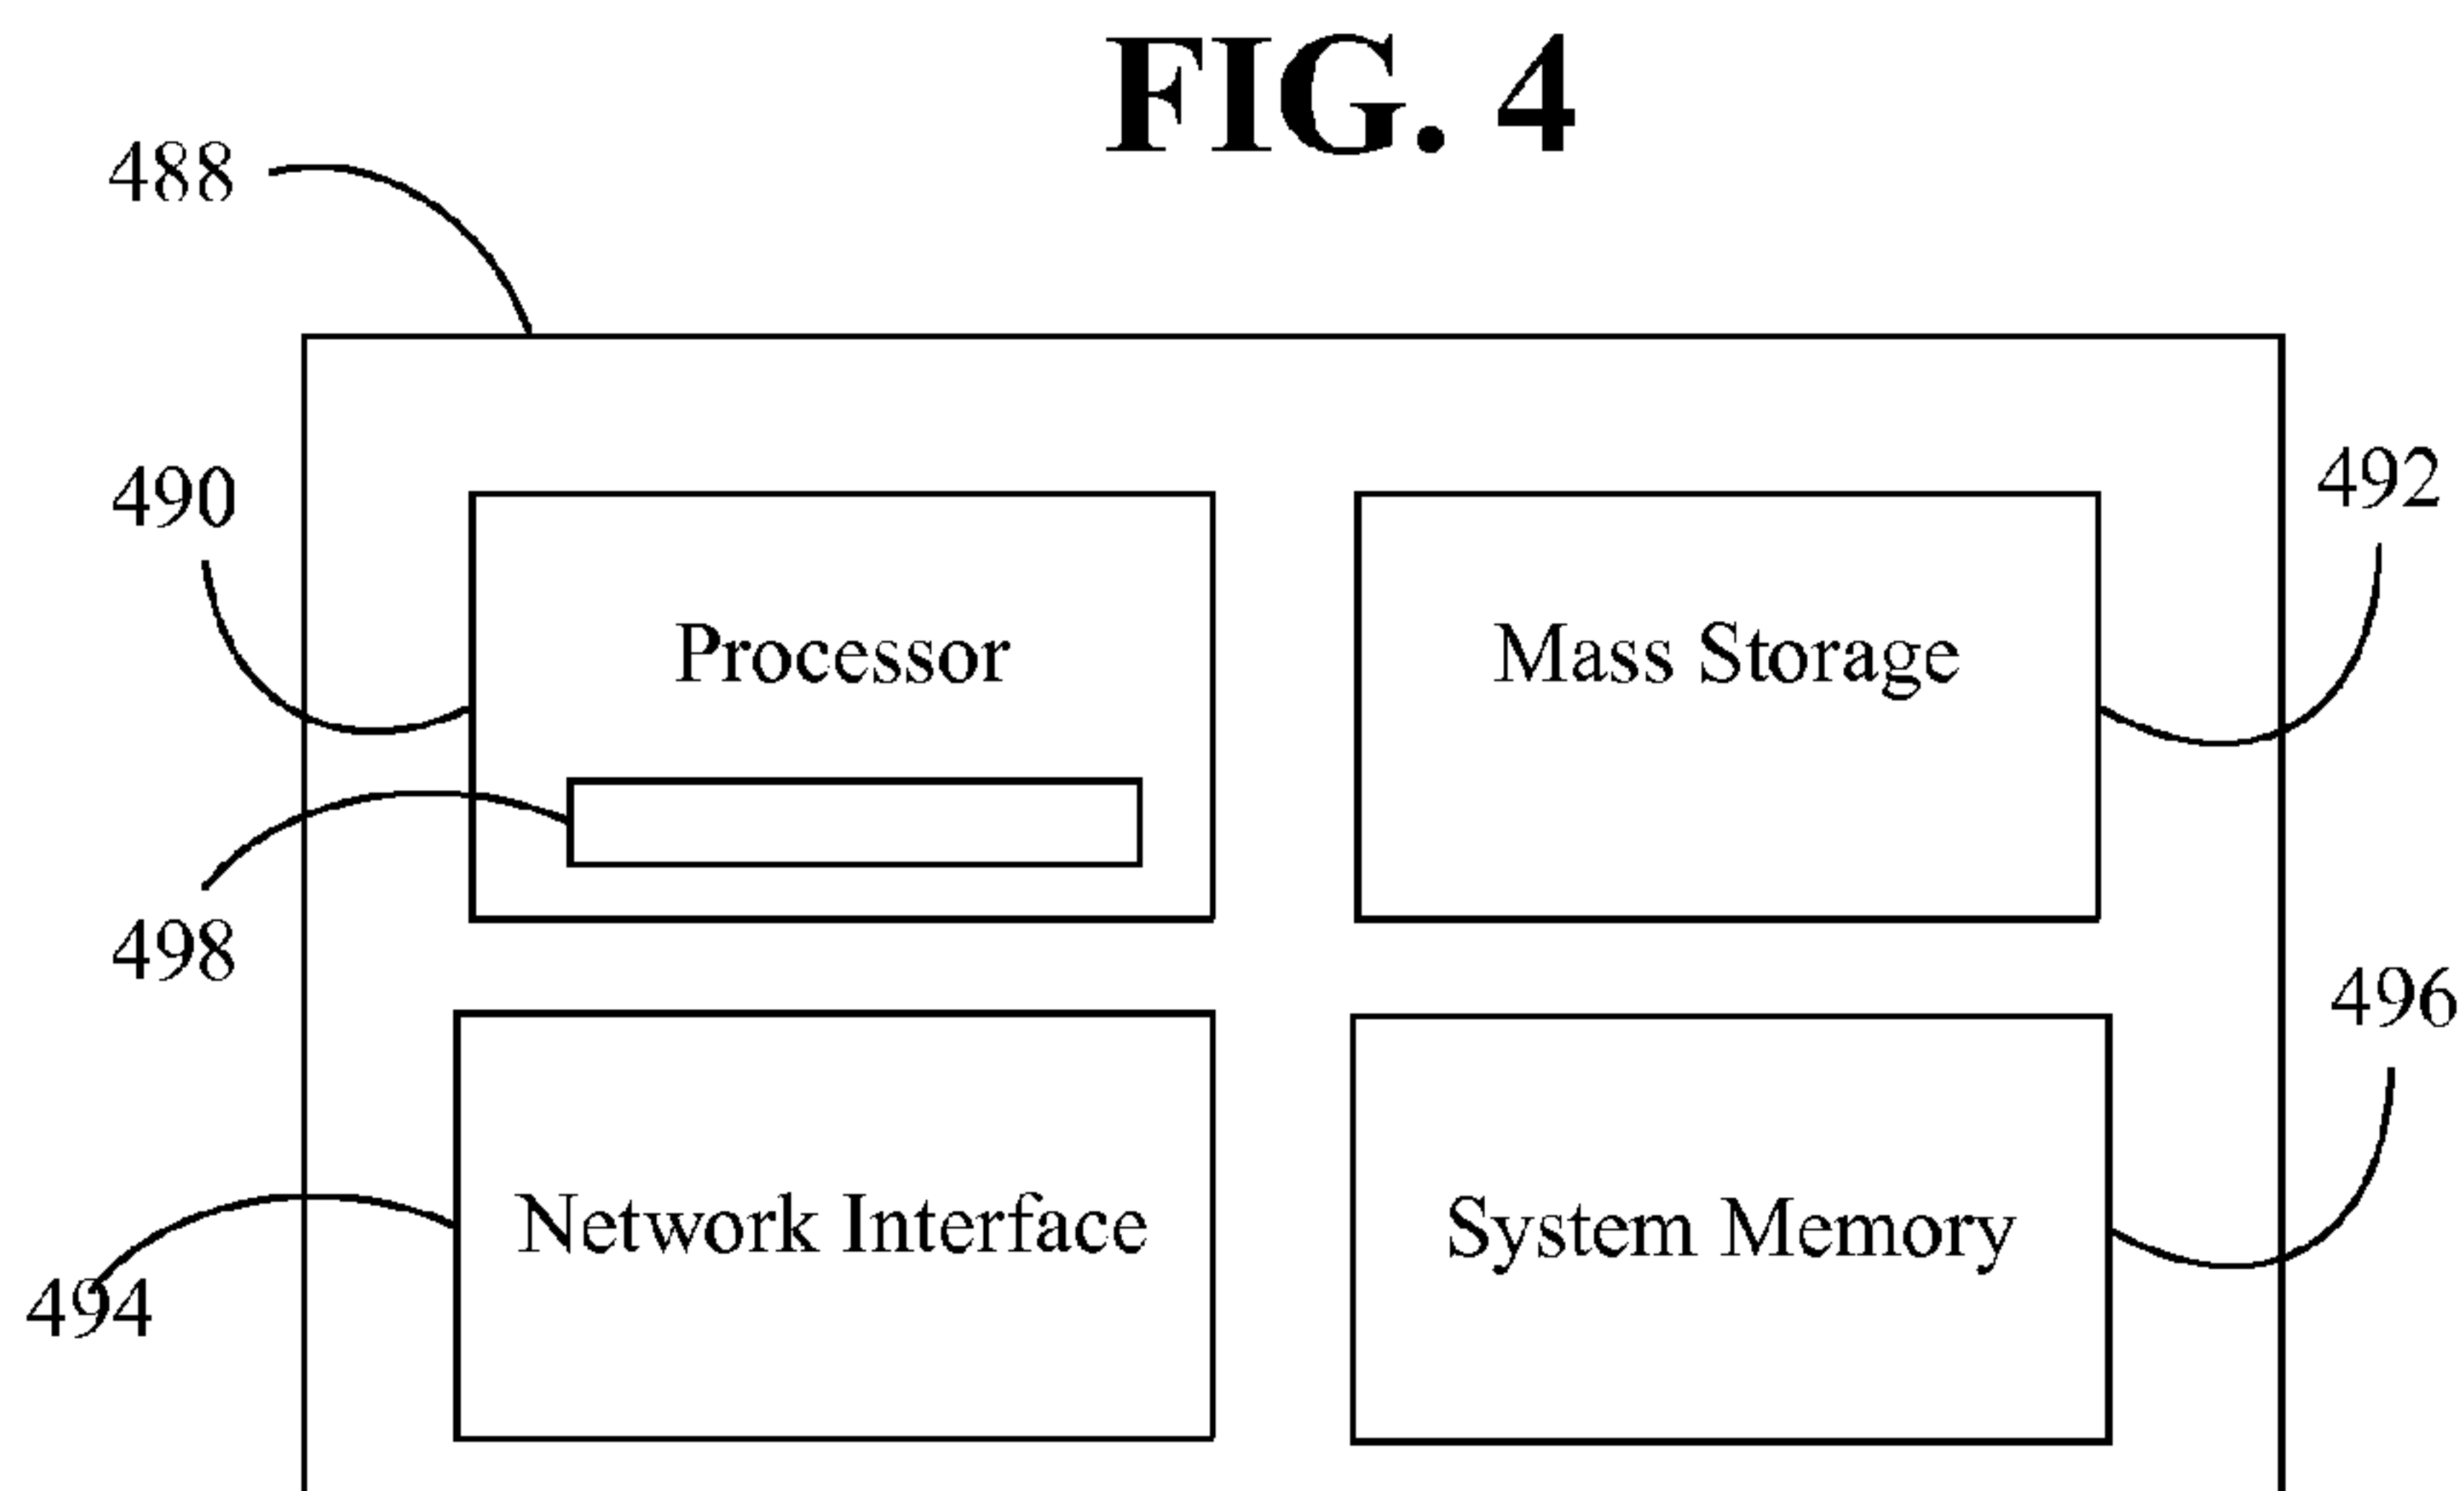 FIG. 4
488
490
492
Processor
Mass Storage
498
496
Network Interface
System Memory
494